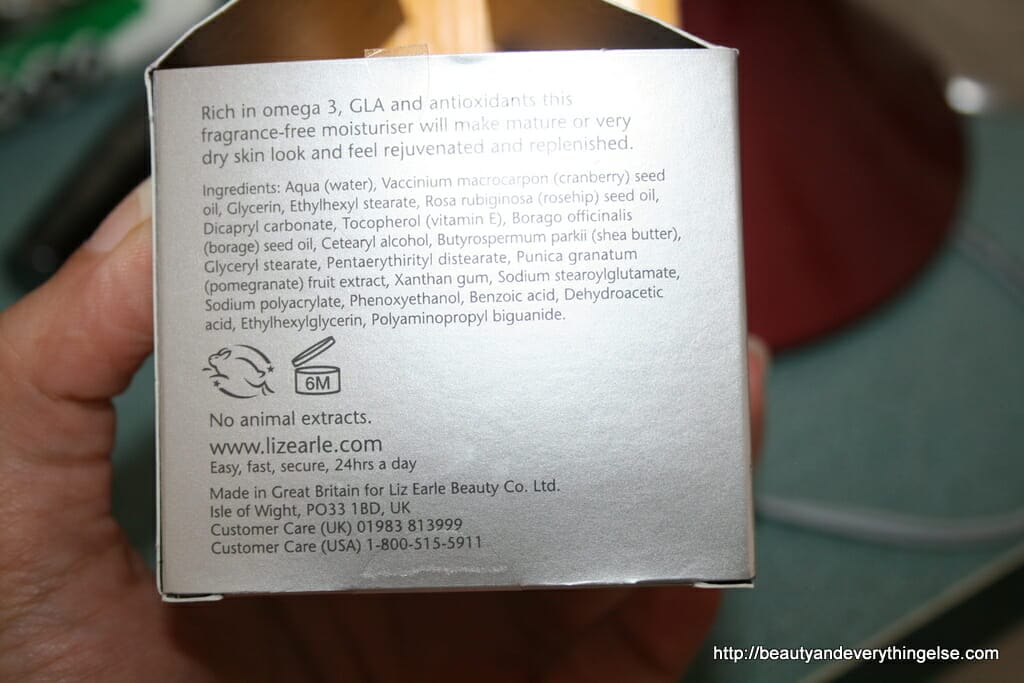 Rich in omega 3, GLA and antioxidants this
fragrance-free moisturiser will make mature or very
dry skin look and feel rejuvenated and replenished.
Ingredients: Aqua (water), Vaccinium macrocarpon (cranberry) seed
oil, Glycerin, Ethylhexyl stearate, Rosa rubiginosa (rosehip) seed oil,
Dicapryl carbonate, Tocopherol (vitamin E), Borago officinalis
(borage) seed oil, Cetearyl alcohol, Butyrospermum parkii (shea butter),
Glyceryl stearate, Pentaerythirityl distearate, Punica granatum
(pomegranate) fruit extract, Xanthan gum, Sodium stearoylglutamate,
Sodium polyacrylate, Phenoxyethanol, Benzoic acid, Dehydroacetic
acid, Ethylhexylglycerin, Polyaminopropyl biguanide.
6M
No animal extracts.
www.lizearle.com
Easy, fast, secure, 24hrs a day
Made in Great Britain for Liz Earle Beauty Co. Ltd.
Isle of Wight, PO33 1BD, UK
Customer Care (UK) 01983 813999
Customer Care (USA) 1-800-515-5911
http://beautyandeverythingelse.com